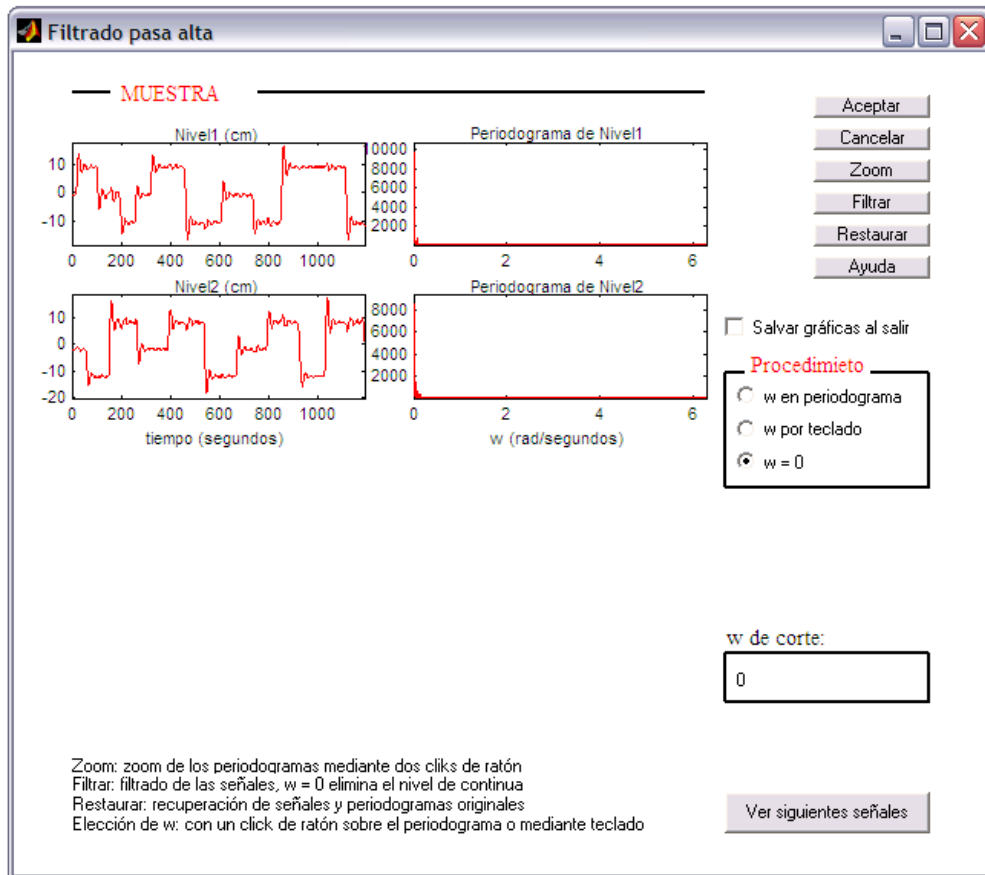 Filtrado pasa alta
MUESTRA
Nivel1 (cm)
10
0
-10
0 200 400 600 800 1000
Periodograma de Nivel1
10000
8000
6000
4000
2000
0 2 4 6
Nivel2 (cm)
10
0
-10
-20
0 200 400 600 800 1000
tiempo (segundos)
Periodograma de Nivel2
8000
6000
4000
2000
0 2 4 6
w (rad/segundos)
Aceptar
Cancelar
Zoom
Filtrar
Restaurar
Ayuda
Salvar gráficas al salir
Procedimieto
w en periodograma
w por teclado
w = 0
w de corte:
0
Zoom: zoom de los periodogramas mediante dos cliks de ratón
Filtrar: filtrado de las señales, w = 0 elimina el nivel de continua
Restaurar: recuperación de señales y periodogramas originales
Elección de w: con un click de ratón sobre el periodograma o mediante teclado
Ver siguientes señales